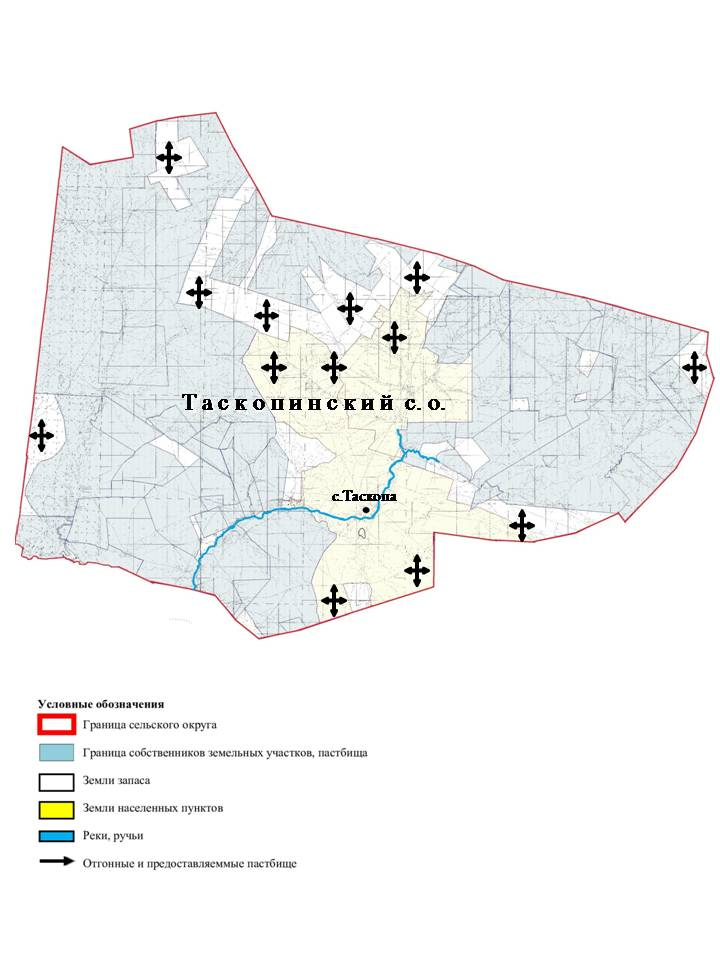 Таскопинский с.о.
с.Таскопа
Условные обозначения
Граница сельского округа
Граница собственников земельных участков, пастбища
Земли запаса
Земли населенных пунктов
Реки, ручьи
Отгонные и предоставляеммые пастбище